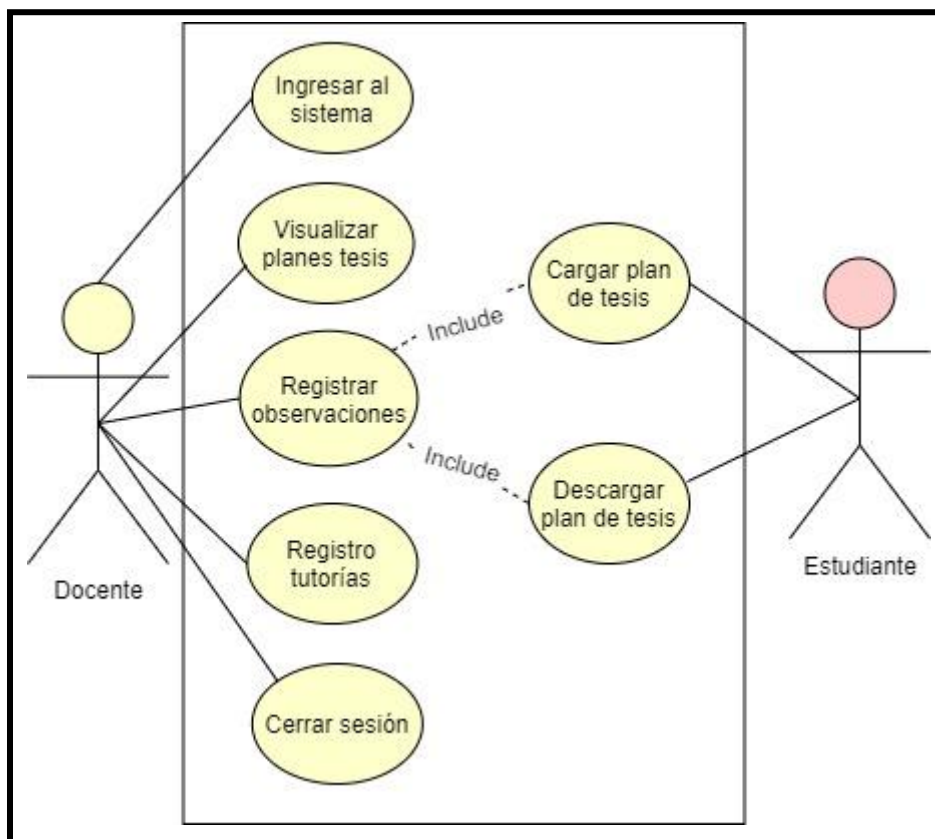 Ingresar al
sistema
Visualizar
planes tesis
Cargar plan
de tesis
Include
Registrar
observaciones
Include
Descargar
plan de tesis
Registro
tutorías
Docente
Estudiante
Cerrar sesión